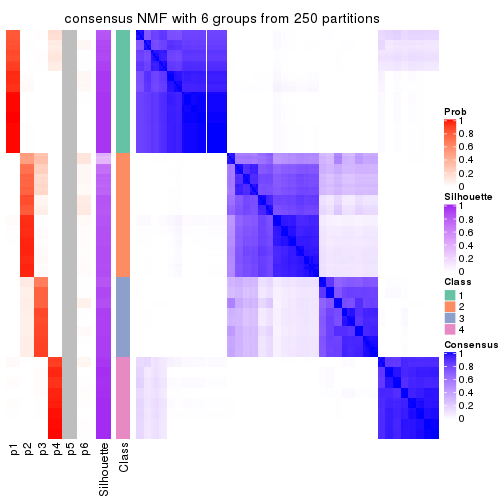 consensus NMF with 6 groups from 250 partitions
Prob
1
0.8
0.6
0.4
0.2
0
Silhouette
1
0.8
0.6
0.4
0.2
0
Class
1
2
3
4
Consensus
1
0.8
0.6
0.4
0.2
0
p1
p2
p3
p4
p5
p6
Silhouette
Class